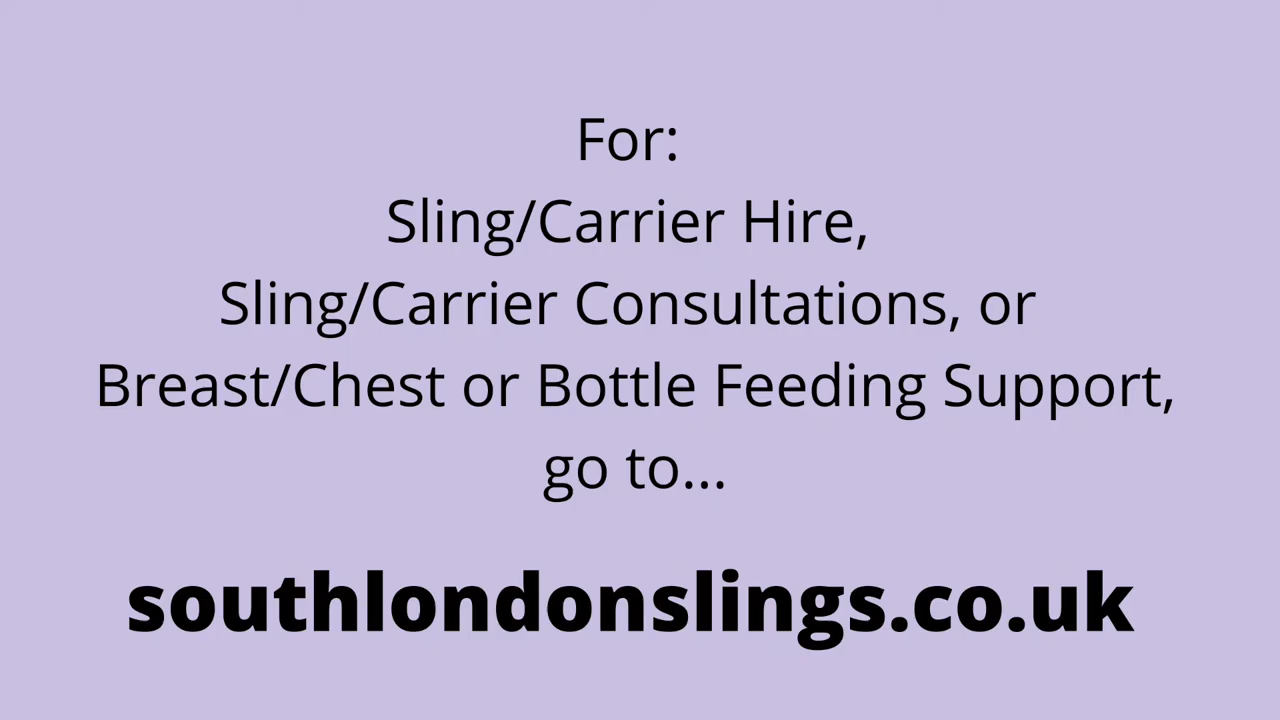 For:
Sling/Carrier Hire,
Sling/Carrier Consultations, or
Breast/Chest or Bottle Feeding Support,
go to...
southlondonslings.co.uk